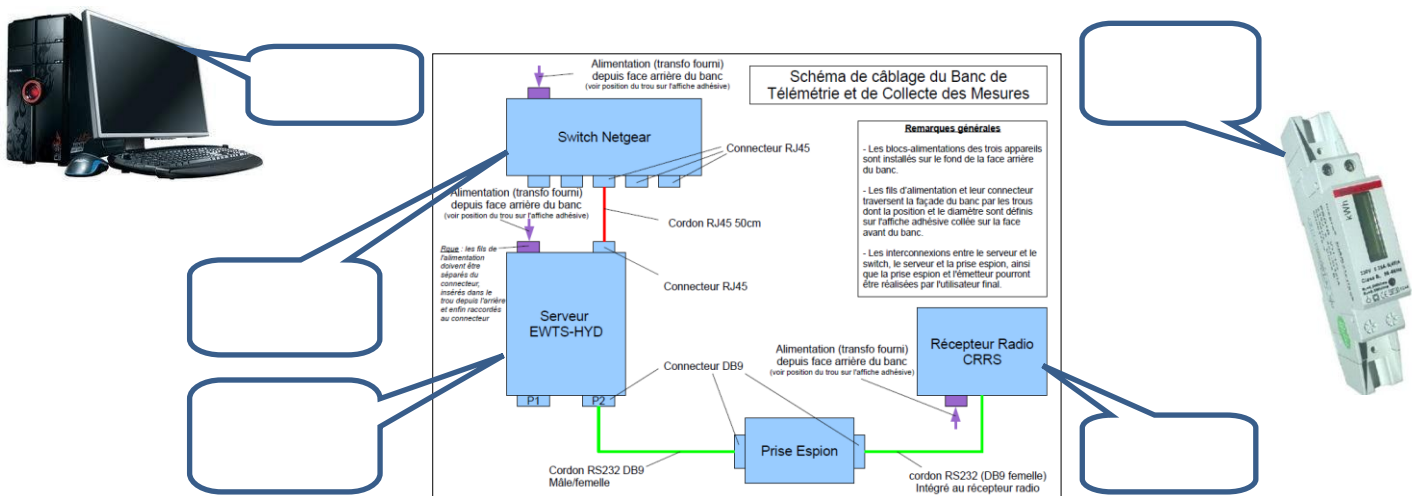 Schéma de câblage du Banc de
Télémétrie et de Collecte des Mesures
Alimentation (transfo fourni)
depuis face arrière du banc
(voir position du trou sur l'affiche adhésive)
Switch Netgear
Connecteur RJ45
Remarques générales
- Les blocs-alimentations des trois appareils
sont installés sur le fond de la face arrière
du banc.
- Les fils d'alimentation et leur connecteur
traversent la façade du banc par les trous
dont la position et le diamètre sont définis
sur l'affiche adhésive collée sur la face
avant du banc.
- Les interconnexions entre le serveur et le
switch, le serveur et la prise espion, ainsi
que la prise espion et l'émetteur pourront
être réalisées par l'utilisateur final.
Alimentation (transfo fourni)
depuis face arrière du banc
(voir position du trou sur l'affiche adhésive)
Cordon RJ45 50cm
Rque : les fils de
l'alimentation
doivent être
séparés du
connecteur,
insérés dans le
trou depuis l'arrière
et enfin raccordés
au connecteur
Connecteur RJ45
Serveur
EWTS-HYD
P1
P2
Connecteur DB9
Alimentation (transfo fourni)
depuis face arrière du banc
(voir position du trou sur l'affiche adhésive)
Récepteur Radio
CRRS
Prise Espion
Cordon RS232 DB9
Mâle/femelle
cordon RS232 (DB9 femelle)
Intégré au récepteur radio
kWh